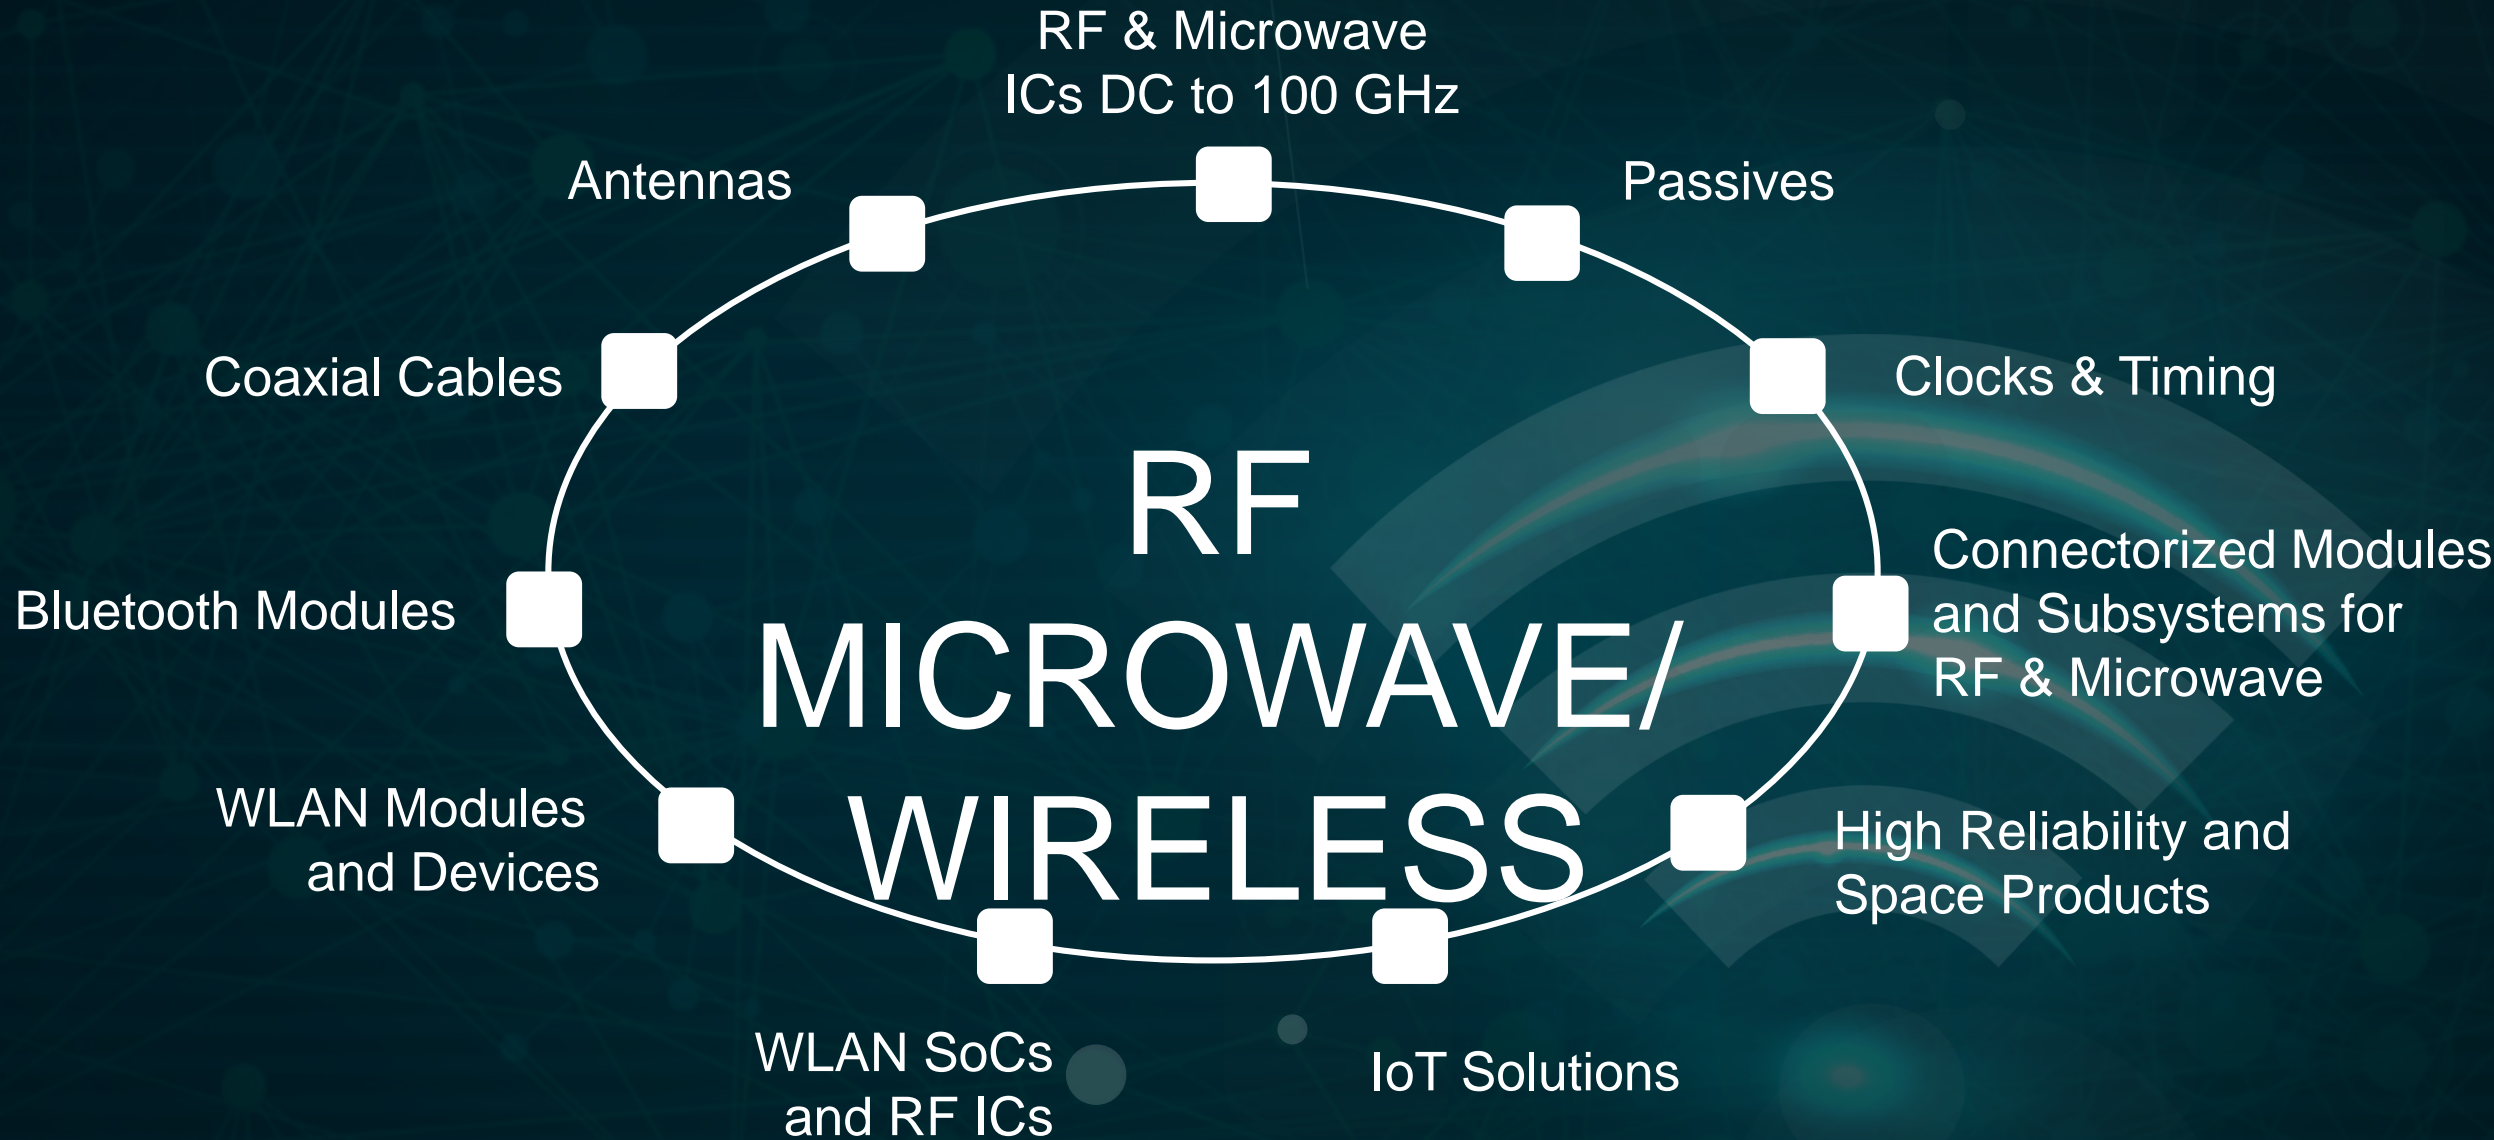 RF & Microwave
ICs DC to 100 GHz
Antennas
Passives
Coaxial Cables
Clocks & Timing
RF
MICROWAVE/
WIRELESS
Connectorized Modules
and Subsystems for
RF & Microwave
Bluetooth Modules
WLAN Modules
and Devices
High Reliability and
Space Products
WLAN SoCs
and RF ICs
IoT Solutions